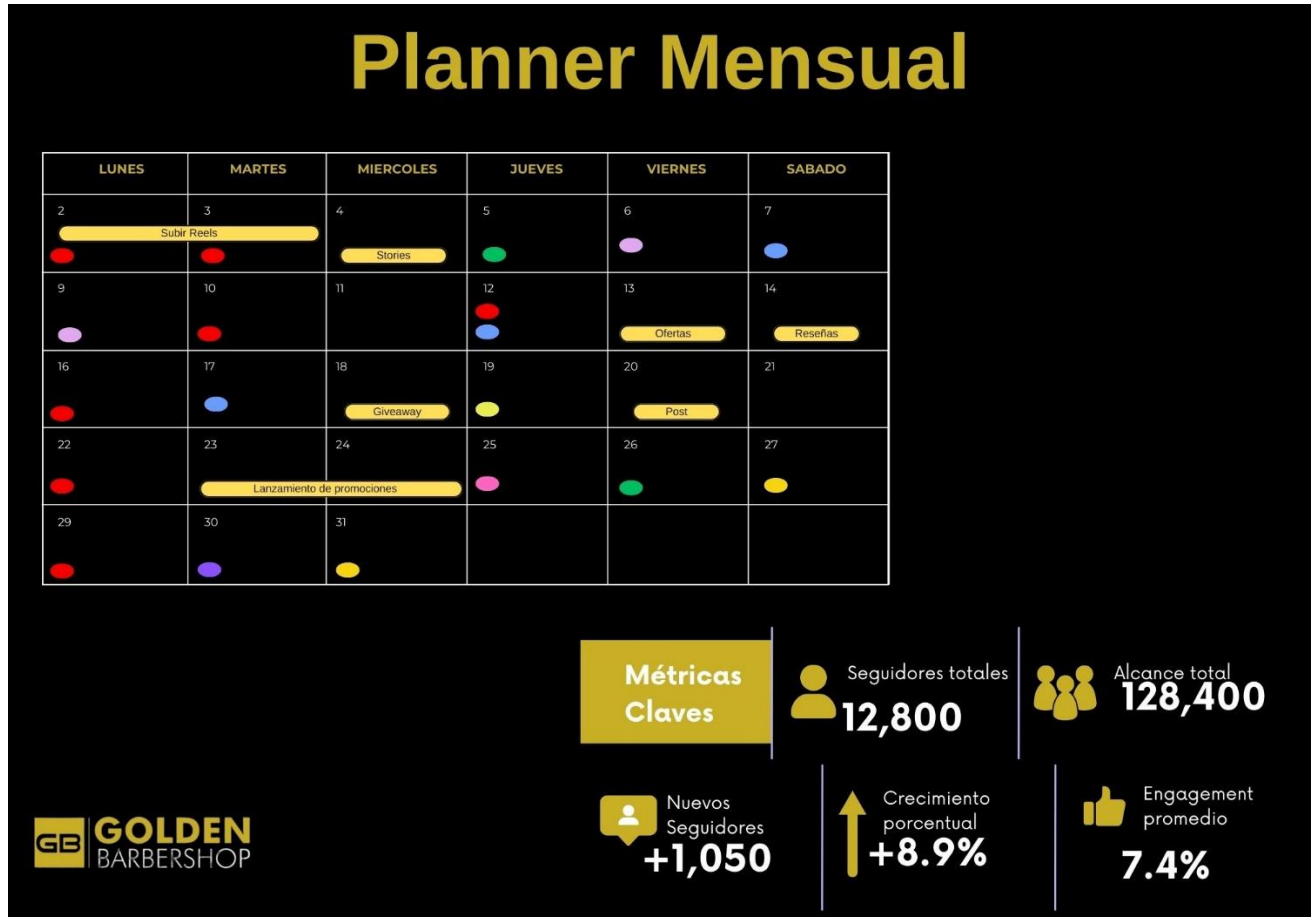 Planner Mensual
LUNES MARTES MIERCOLES JUEVES VIERNES SABADO
2 3 4 5 6 7
Subir Reels
Stories
9 10 11 12 13 14
Ofertas Reseñas
16 17 18 19 20 21
Giveaway Post
22 23 24 25 26 27
Lanzamiento de promociones
29 30 31
Métricas
Claves
Seguidores totales
12,800
Alcance total
128,400
Nuevos
Seguidores
+1,050
Crecimiento
porcentual
+8.9%
Engagement
promedio
7.4%
GB
GOLDEN
BARBERSHOP